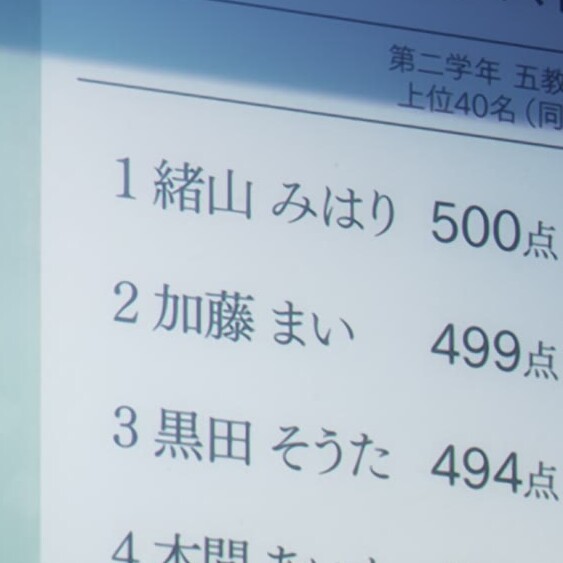 第二学年 五教
上位40名(同
1 緒山 みはり 500点
2 加藤 まい 499点
3 黒田 そうた 494点
4